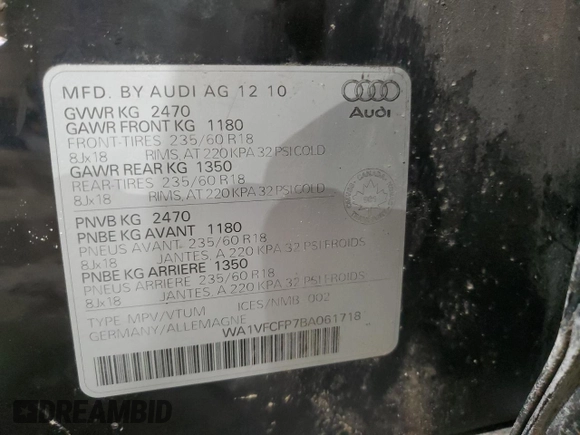 MFD. BY AUDI AG 12 10
Audi
GVWR KG 2470
GAWR FRONT KG 1180
FRONT-TIRES 235/60 R18
8Jx18 RIMS, AT 220 KPA 32 PSI COLD
GAWR REAR KG 1350
REAR-TIRES 235/60 R18
8Jx18 RIMS, AT 220 KPA 32 PSI COLD
PNVB KG 2470
PNBE KG AVANT 1180
PNEUS AVANT- 235/60 R18
8Jx18 JANTES, A 220 KPA 32 PSI FROIDS
PNBE KG ARRIERE 1350
PNEUS ARRIERE 235/60 R18
8Jx18 JANTES, A 220 KPA 32 PSI FROIDS
TYPE MPV/VTUM ICES/NMB 002
GERMANY/ALLEMAGNE WA1VFCFP7BA061718
DREAMBID